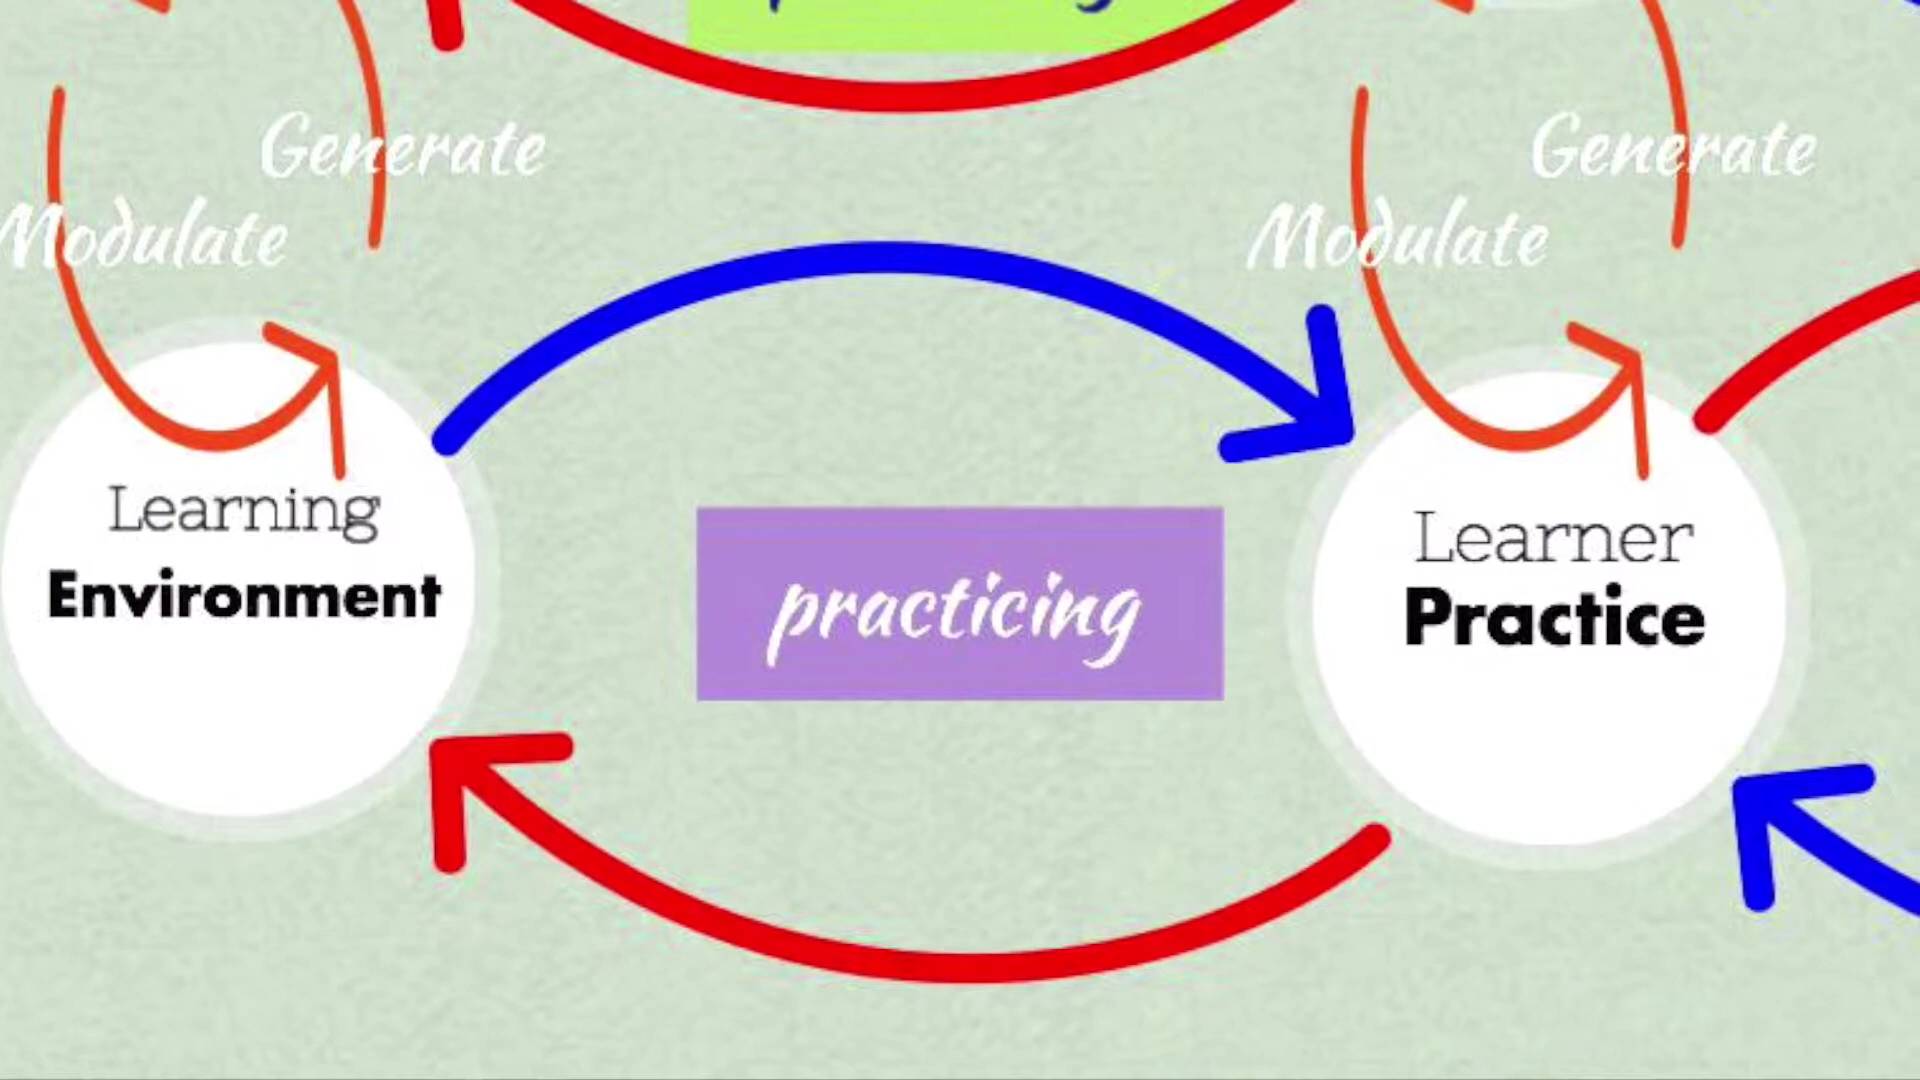 Generate
Modulate
Generate
Modulate
Learning
Environment
practicing
Learner
Practice